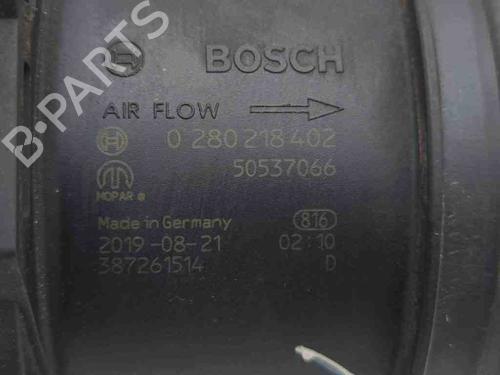 BOSCH
AIR FLOW
0 280 218 402
50537066
MOPAR ®
Made in Germany 816
2019-08-21 02:10
387261514 D
B-PARTS